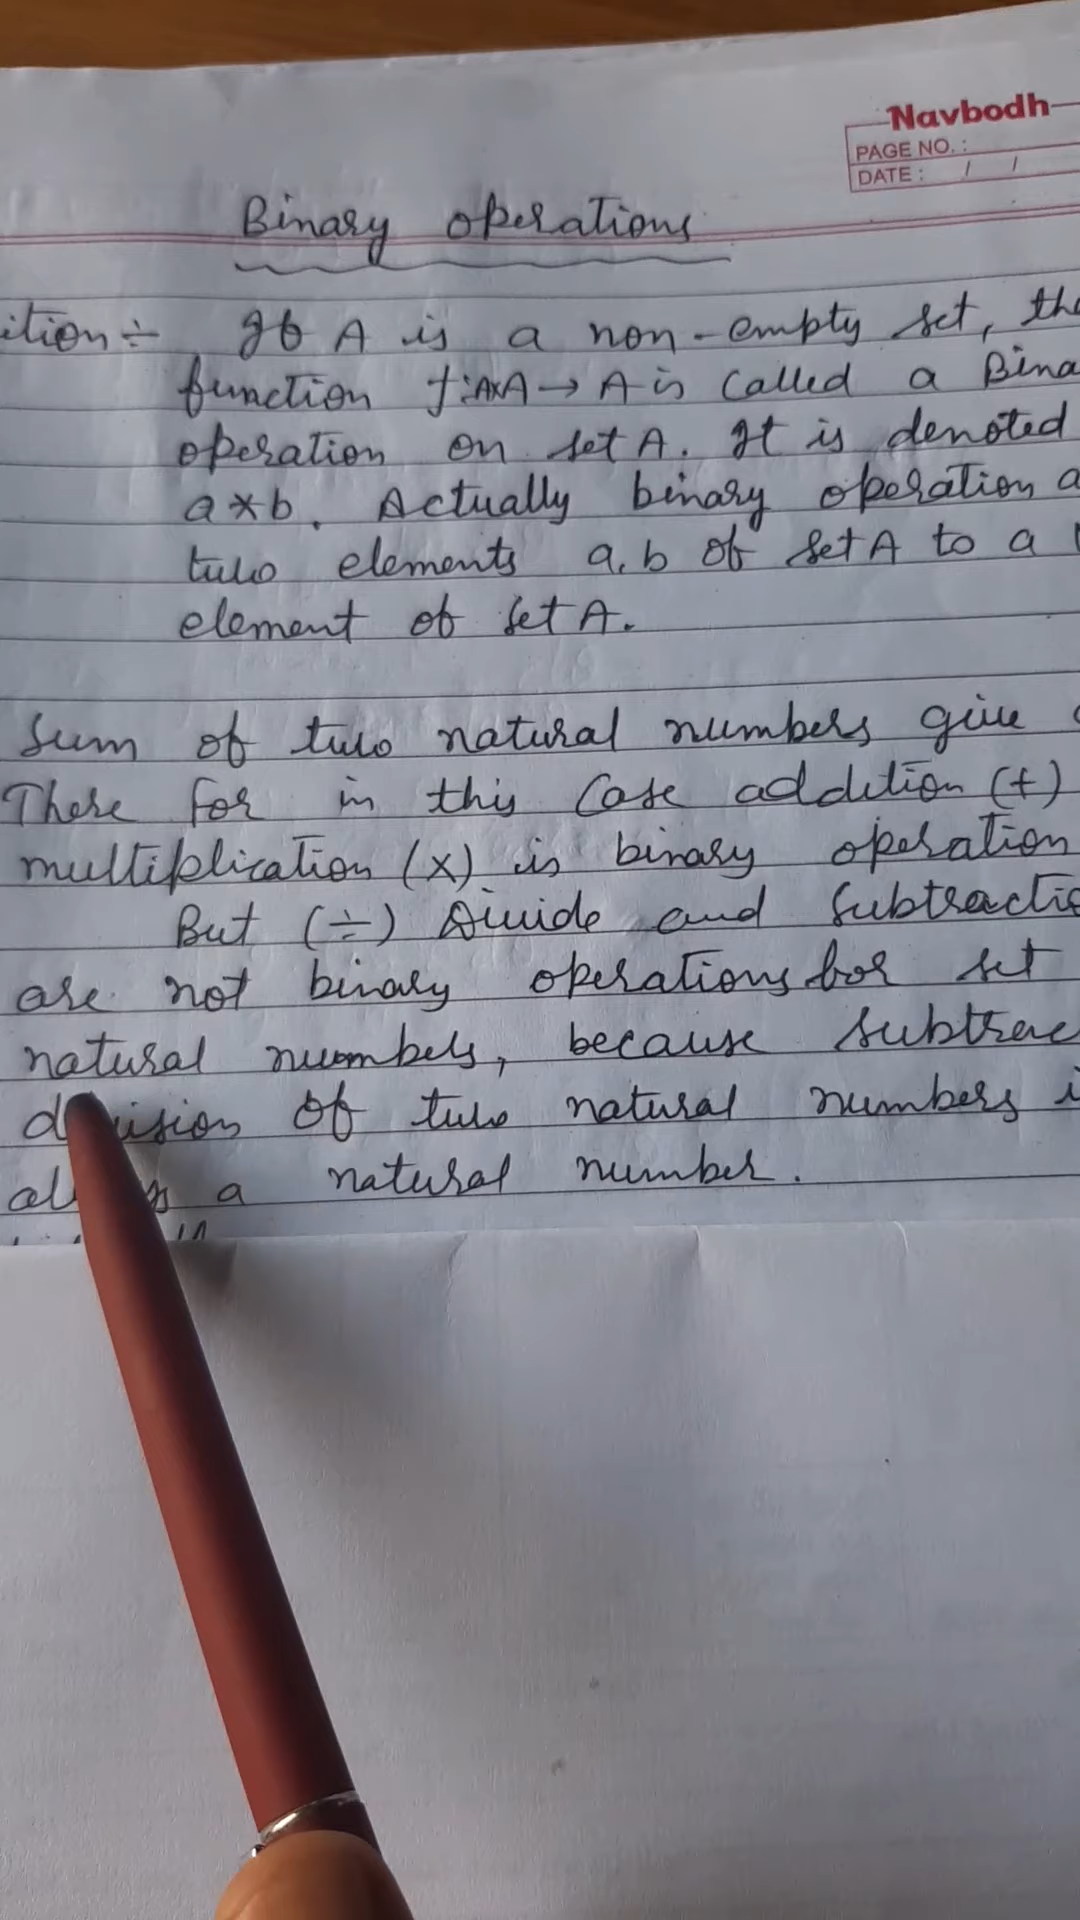 Navbodh
PAGE NO. :
DATE : / /
Binary operations
ition ÷ If A is a non-empty set, the
function f: A×A → A is called a Bina
operation on set A. It is denoted
a*b. Actually binary operation a
two elements a, b of set A to a
element of set A.
Sum of two natural numbers give
There for in this Case addition (+)
multiplication (×) is binary operation
But (÷) Divide and Subtractio
are not binary operations for set
natural numbers, because subtrac
division of two natural numbers i
a natural number.